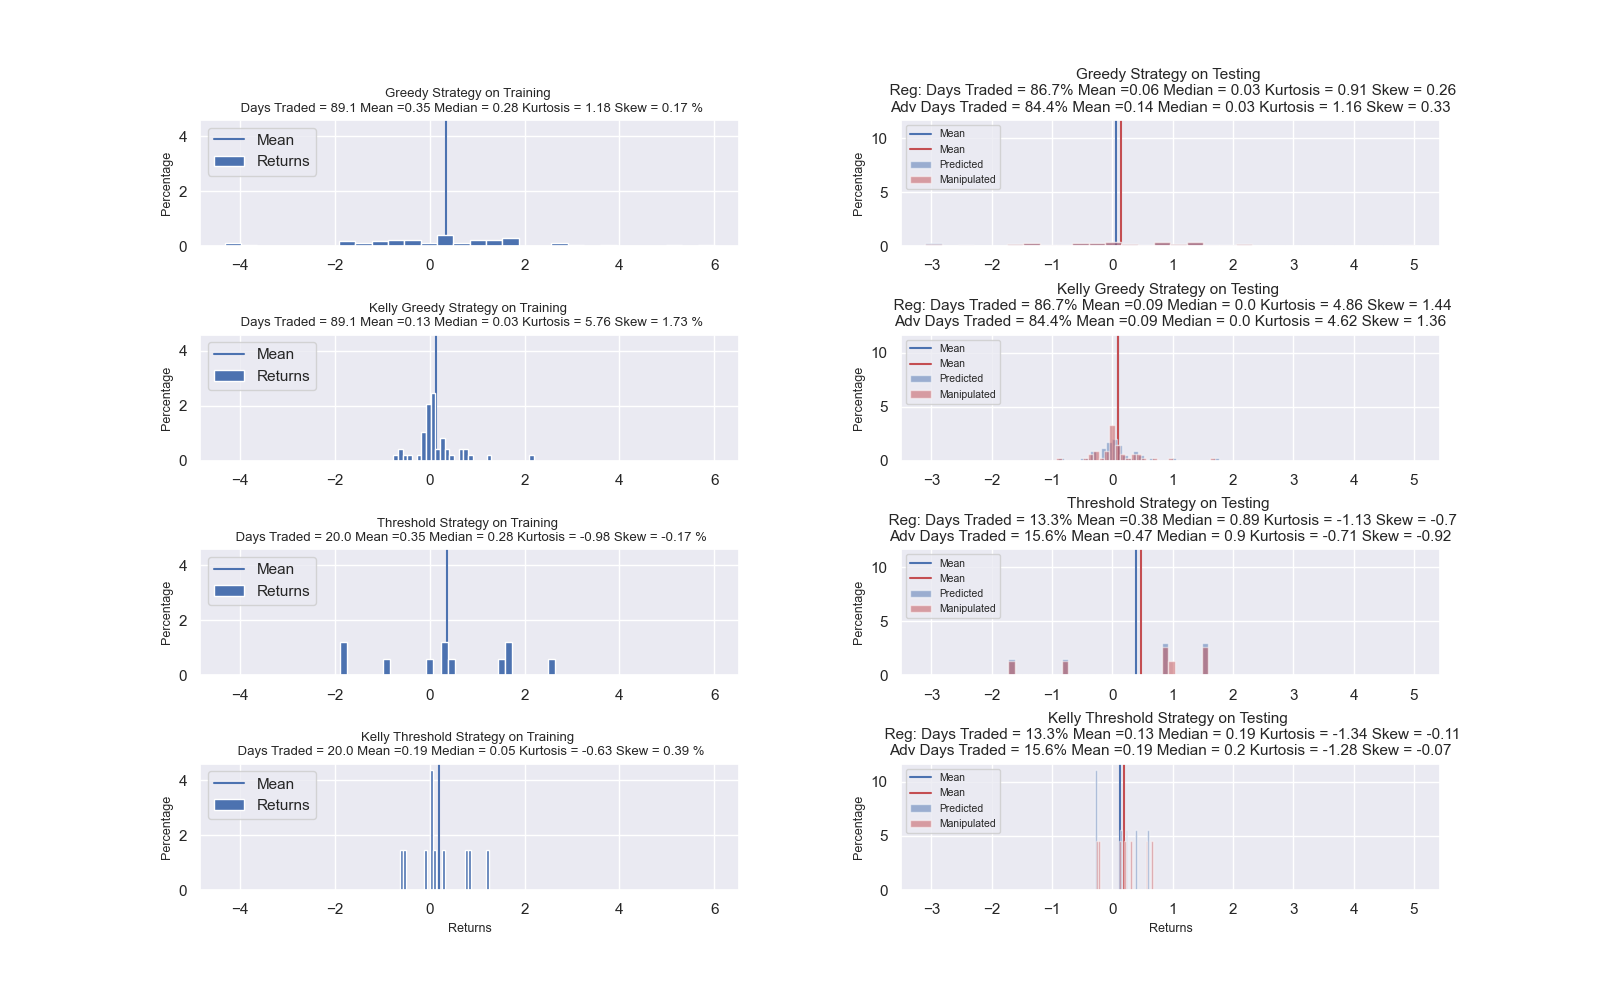 Greedy Strategy on Training
Days Traded = 89.1 Mean =0.35 Median = 0.28 Kurtosis = 1.18 Skew = 0.17 %
Mean
Returns
Percentage
4
2
0
−4 −2 0 2 4 6
Greedy Strategy on Testing
Reg: Days Traded = 86.7% Mean =0.06 Median = 0.03 Kurtosis = 0.91 Skew = 0.26
Adv Days Traded = 84.4% Mean =0.14 Median = 0.03 Kurtosis = 1.16 Skew = 0.33
Mean
Mean
Predicted
Manipulated
Percentage
10
5
0
−3 −2 −1 0 1 2 3 4 5
Kelly Greedy Strategy on Training
Days Traded = 89.1 Mean =0.13 Median = 0.03 Kurtosis = 5.76 Skew = 1.73 %
Mean
Returns
Percentage
4
2
0
−4 −2 0 2 4 6
Kelly Greedy Strategy on Testing
Reg: Days Traded = 86.7% Mean =0.09 Median = 0.0 Kurtosis = 4.86 Skew = 1.44
Adv Days Traded = 84.4% Mean =0.09 Median = 0.0 Kurtosis = 4.62 Skew = 1.36
Mean
Mean
Predicted
Manipulated
Percentage
10
5
0
−3 −2 −1 0 1 2 3 4 5
Threshold Strategy on Training
Days Traded = 20.0 Mean =0.35 Median = 0.28 Kurtosis = -0.98 Skew = -0.17 %
Mean
Returns
Percentage
4
2
0
−4 −2 0 2 4 6
Threshold Strategy on Testing
Reg: Days Traded = 13.3% Mean =0.38 Median = 0.89 Kurtosis = -1.13 Skew = -0.7
Adv Days Traded = 15.6% Mean =0.47 Median = 0.9 Kurtosis = -0.71 Skew = -0.92
Mean
Mean
Predicted
Manipulated
Percentage
10
5
0
−3 −2 −1 0 1 2 3 4 5
Kelly Threshold Strategy on Training
Days Traded = 20.0 Mean =0.19 Median = 0.05 Kurtosis = -0.63 Skew = 0.39 %
Mean
Returns
Percentage
4
2
0
−4 −2 0 2 4 6
Returns
Kelly Threshold Strategy on Testing
Reg: Days Traded = 13.3% Mean =0.13 Median = 0.19 Kurtosis = -1.34 Skew = -0.11
Adv Days Traded = 15.6% Mean =0.19 Median = 0.2 Kurtosis = -1.28 Skew = -0.07
Mean
Mean
Predicted
Manipulated
Percentage
10
5
0
−3 −2 −1 0 1 2 3 4 5
Returns